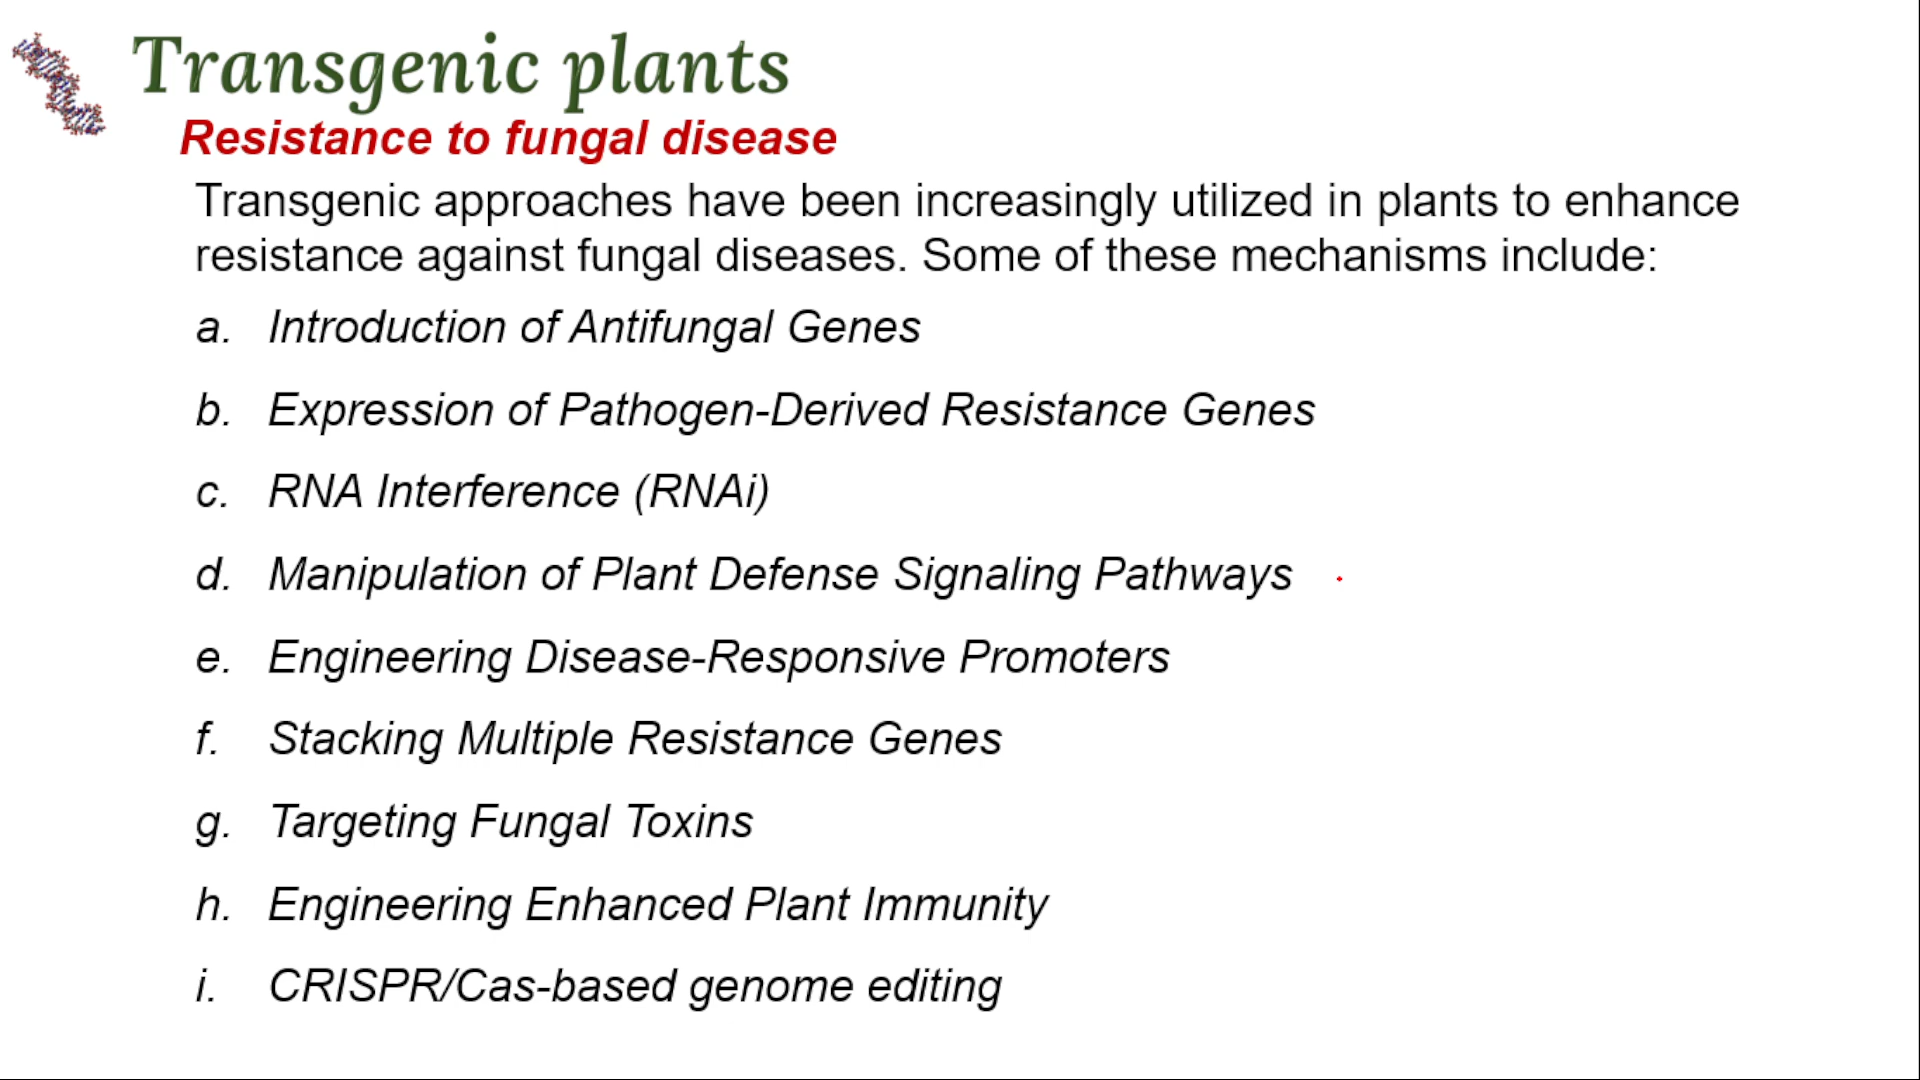 Transgenic plants
Resistance to fungal disease
Transgenic approaches have been increasingly utilized in plants to enhance
resistance against fungal diseases. Some of these mechanisms include:
a. Introduction of Antifungal Genes
b. Expression of Pathogen-Derived Resistance Genes
c. RNA Interference (RNAi)
d. Manipulation of Plant Defense Signaling Pathways
e. Engineering Disease-Responsive Promoters
f. Stacking Multiple Resistance Genes
g. Targeting Fungal Toxins
h. Engineering Enhanced Plant Immunity
i. CRISPR/Cas-based genome editing